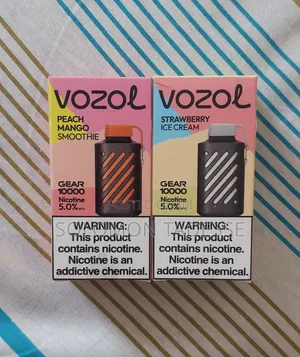 VOZOL
PEACH
MANGO
SMOOTHIE
GEAR
10000
Nicotine
5.0%
WARNING:
This product
contains nicotine.
Nicotine is an
addictive chemical.
VOZOL
STRAWBERRY
ICE CREAM
GEAR
10000
Nicotine
5.0%
WARNING:
This product
contains nicotine.
Nicotine is an
addictive chemical.